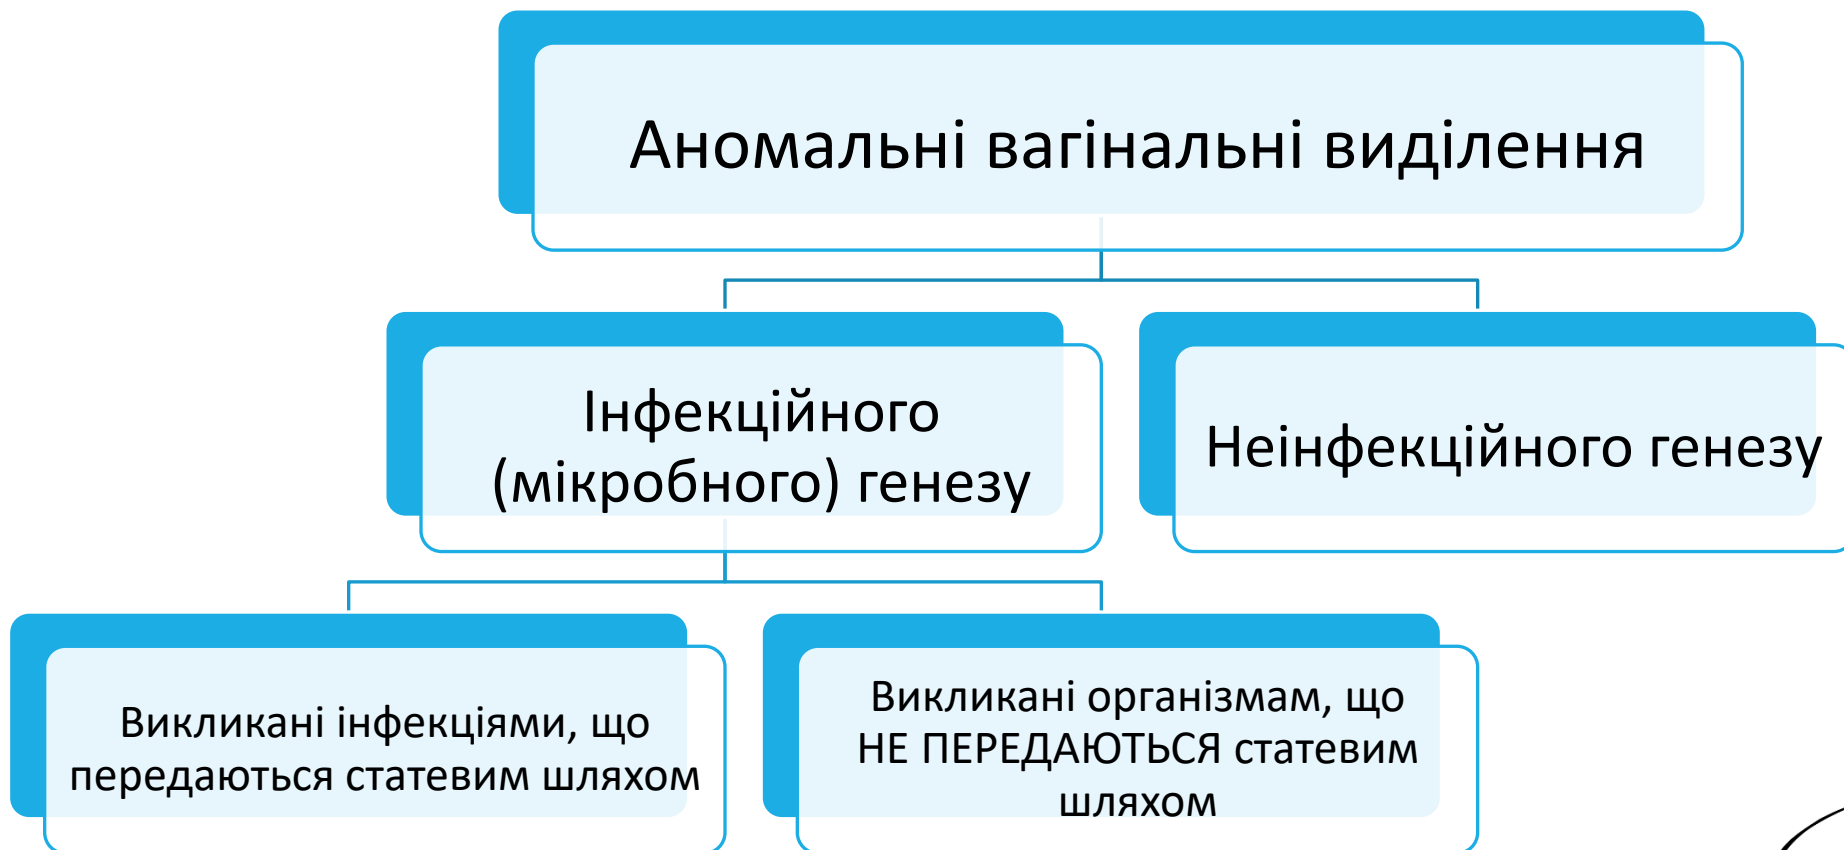 Аномальні вагінальні виділення
Інфекційного
(мікробного) генезу
Неінфекційного генезу
Викликані інфекціями, що
передаються статевим шляхом
Викликані організмам, що
НЕ ПЕРЕДАЮТЬСЯ статевим
шляхом